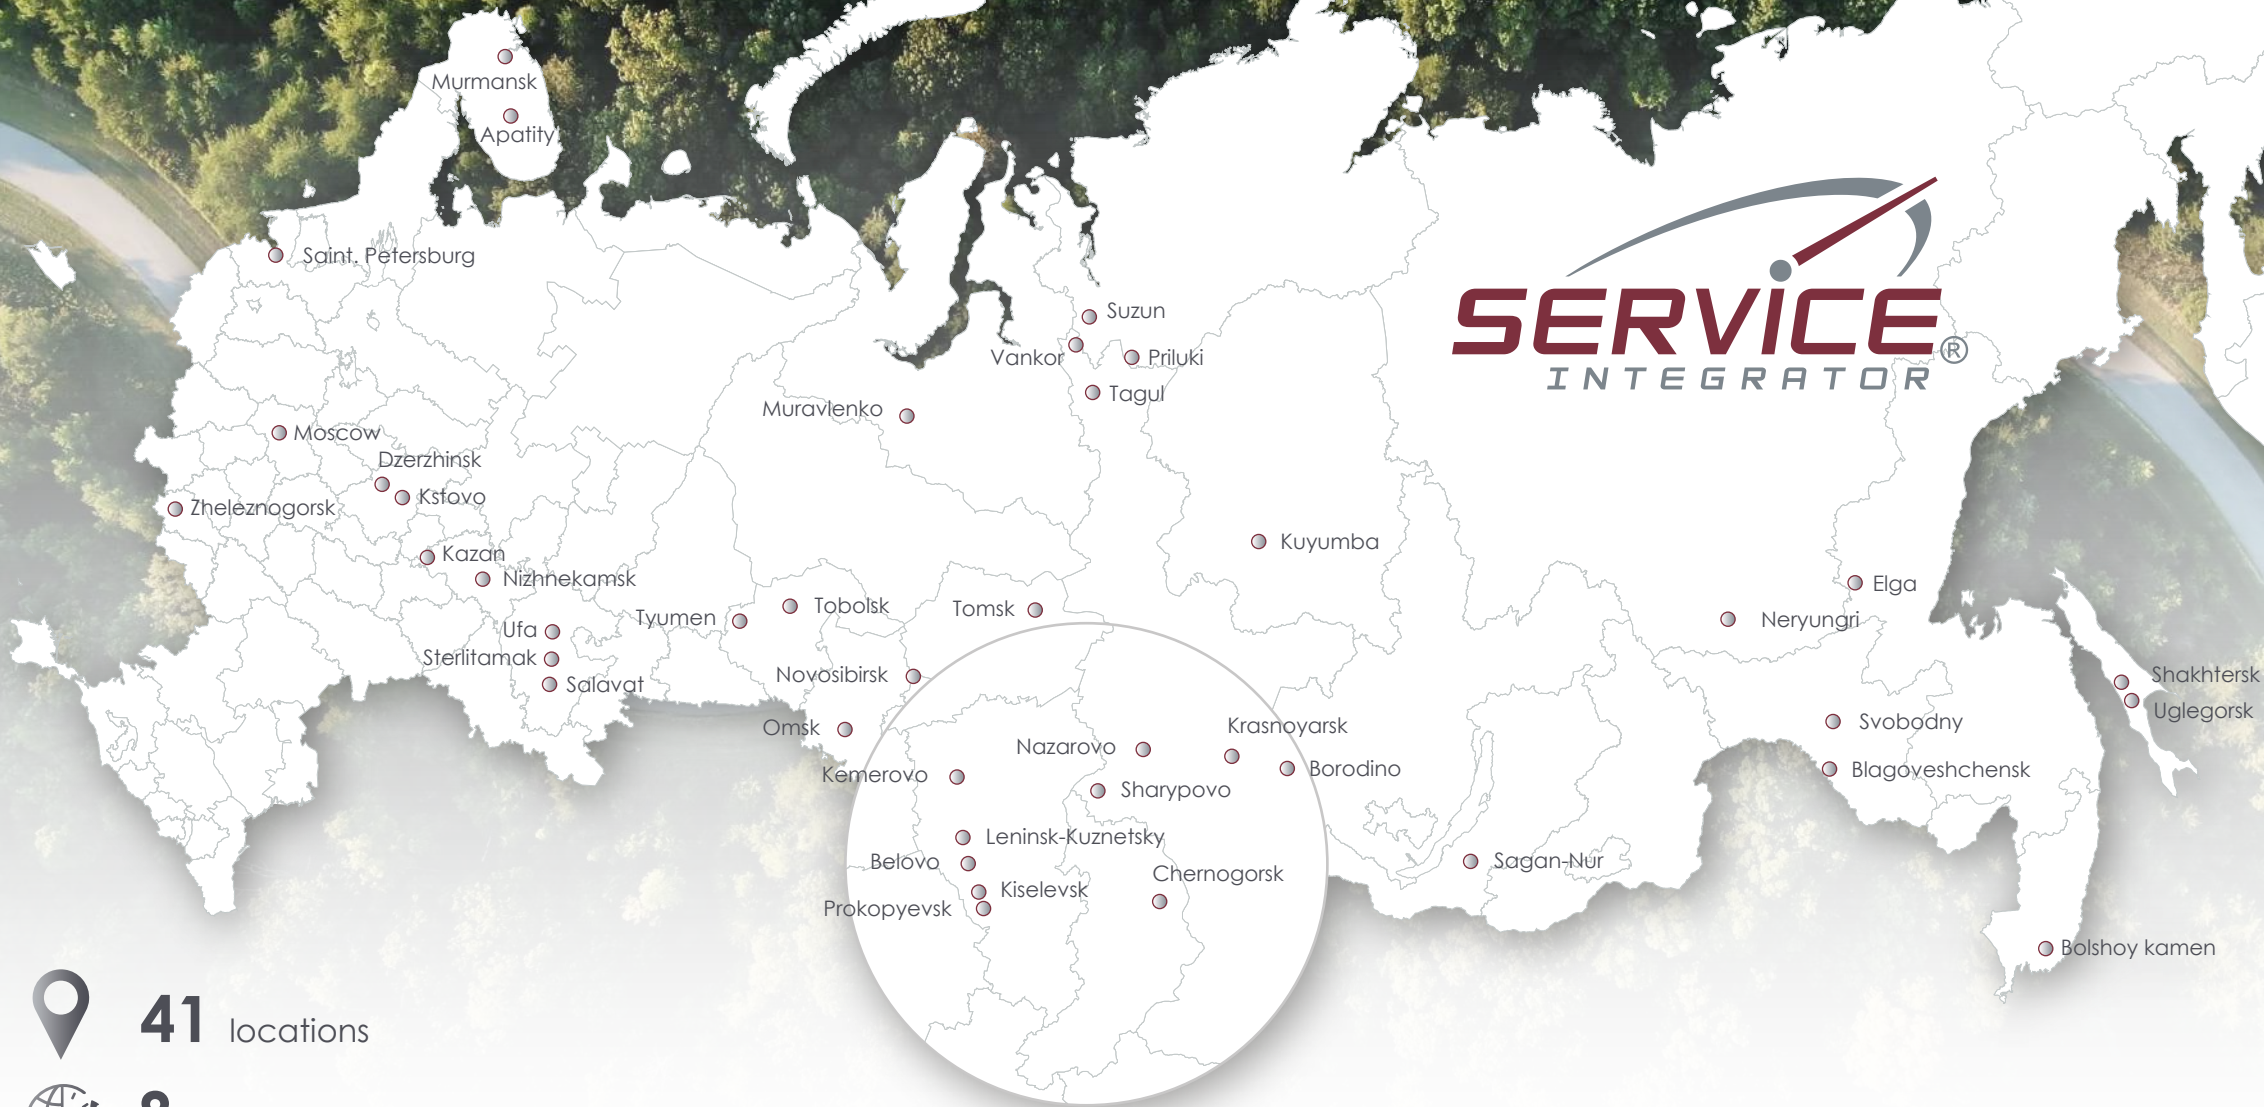 Murmansk
Apatity
Saint. Petersburg
Suzun
Vankor
Priluki
Tagul
SERVICE®
INTEGRATOR
Muravlenko
Moscow
Dzerzhinsk
Kstovo
Zheleznogorsk
Kuyumba
Kazan
Nizhnekamsk
Elga
Tobolsk
Tomsk
Tyumen
Neryungri
Ufa
Sterlitamak
Salavat
Novosibirsk
Shakhtersk
Uglegorsk
Omsk
Krasnoyarsk
Svobodny
Nazarovo
Borodino
Blagoveshchensk
Kemerovo
Sharypovo
Leninsk-Kuznetsky
Belovo
Sagan-Nur
Chernogorsk
Kiselevsk
Prokopyevsk
Bolshoy kamen
41 locations